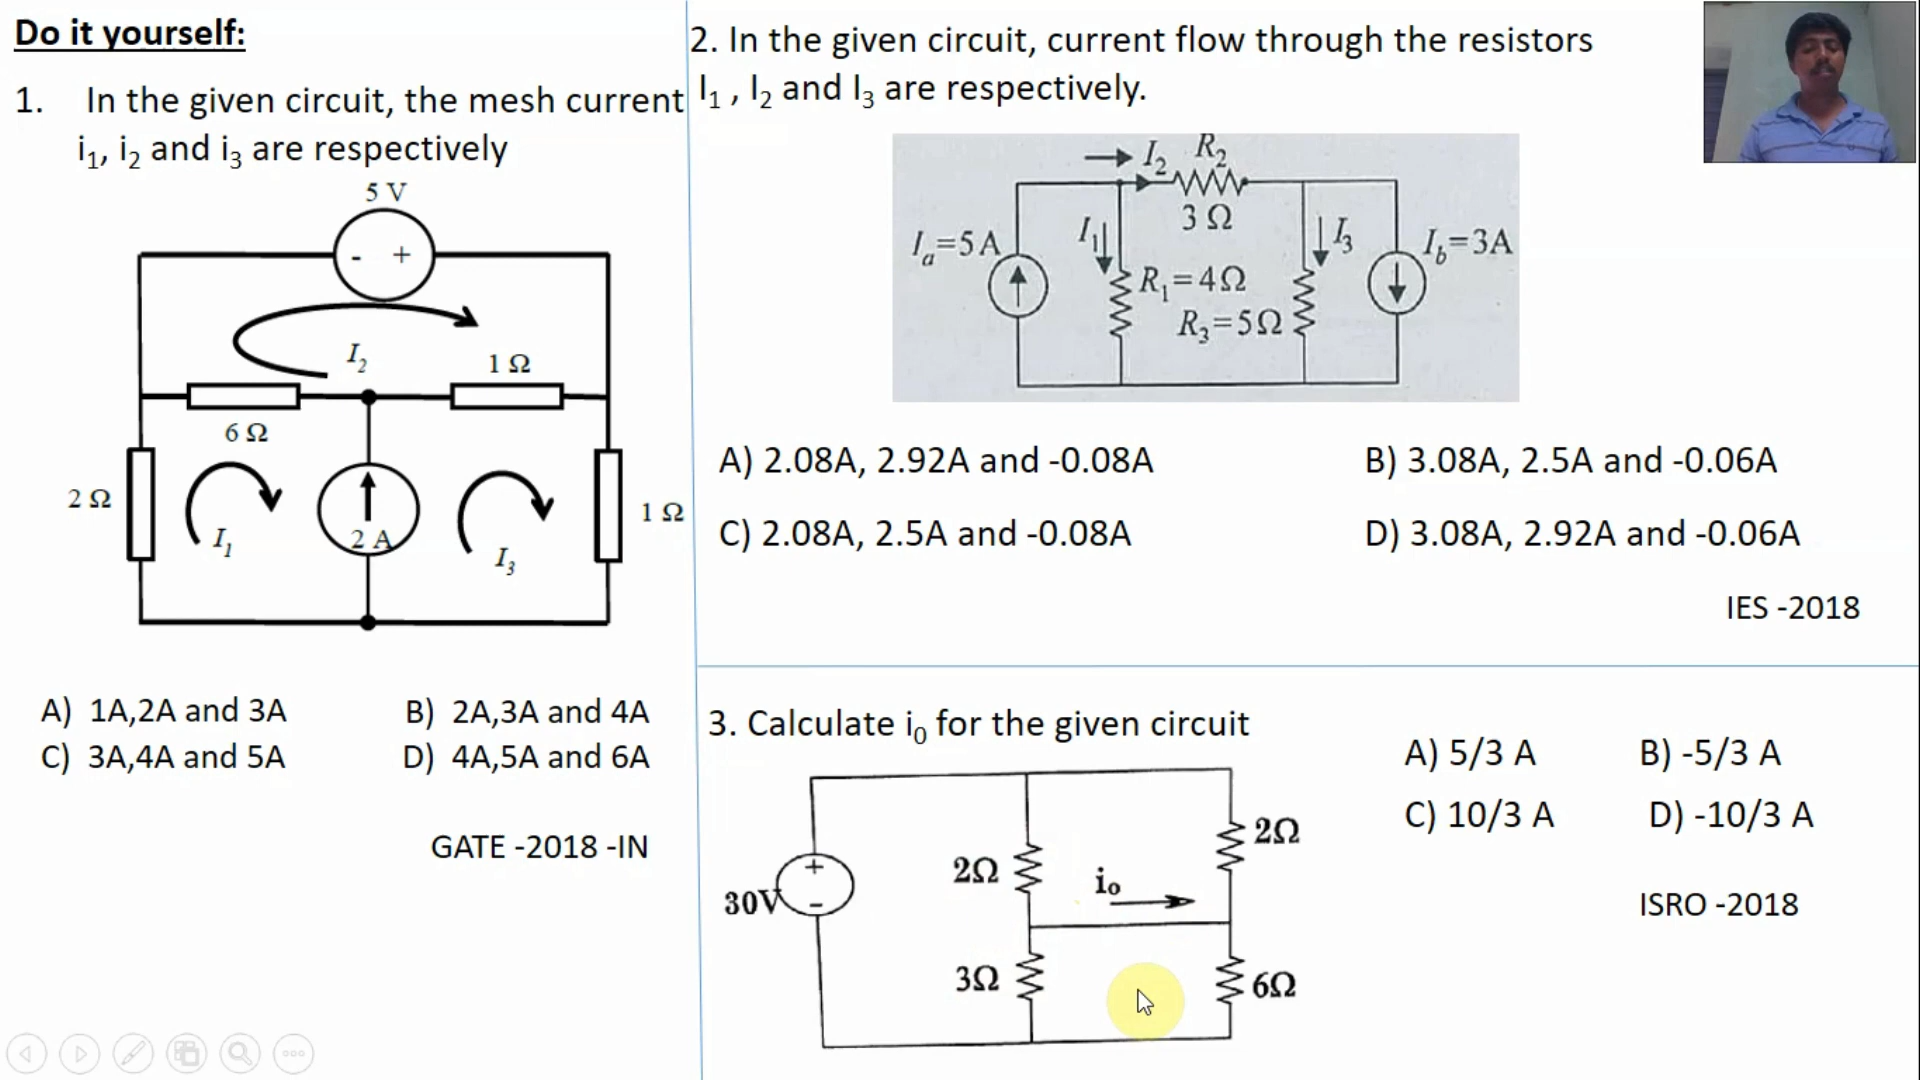 Do it yourself:
1. In the given circuit, the mesh current
i₁, i₂ and i₃ are respectively
5 V
- +
I₂
1 Ω
6 Ω
2 Ω
I₁
2 A
I₃
1 Ω
A) 1A,2A and 3A
B) 2A,3A and 4A
C) 3A,4A and 5A
D) 4A,5A and 6A
GATE -2018 -IN
2. In the given circuit, current flow through the resistors
I₁ , I₂ and I₃ are respectively.
I₂ R₂
3 Ω
Iₐ=5A
I₁
I₃
I_b=3A
R₁=4Ω
R₃=5Ω
A) 2.08A, 2.92A and -0.08A
B) 3.08A, 2.5A and -0.06A
C) 2.08A, 2.5A and -0.08A
D) 3.08A, 2.92A and -0.06A
IES -2018
3. Calculate i₀ for the given circuit
2Ω
2Ω
i₀
30V
+
-
3Ω
6Ω
A) 5/3 A
B) -5/3 A
C) 10/3 A
D) -10/3 A
ISRO -2018